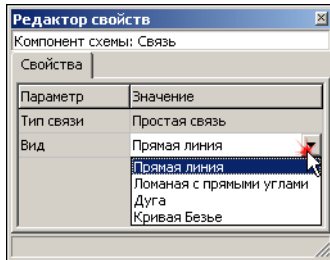 Редактор свойств
Компонент схемы: Связь
Свойства
Параметр Значение
Тип связи Простая связь
Вид Прямая линия
Прямая линия
Ломаная с прямыми углами
Дуга
Кривая Безье